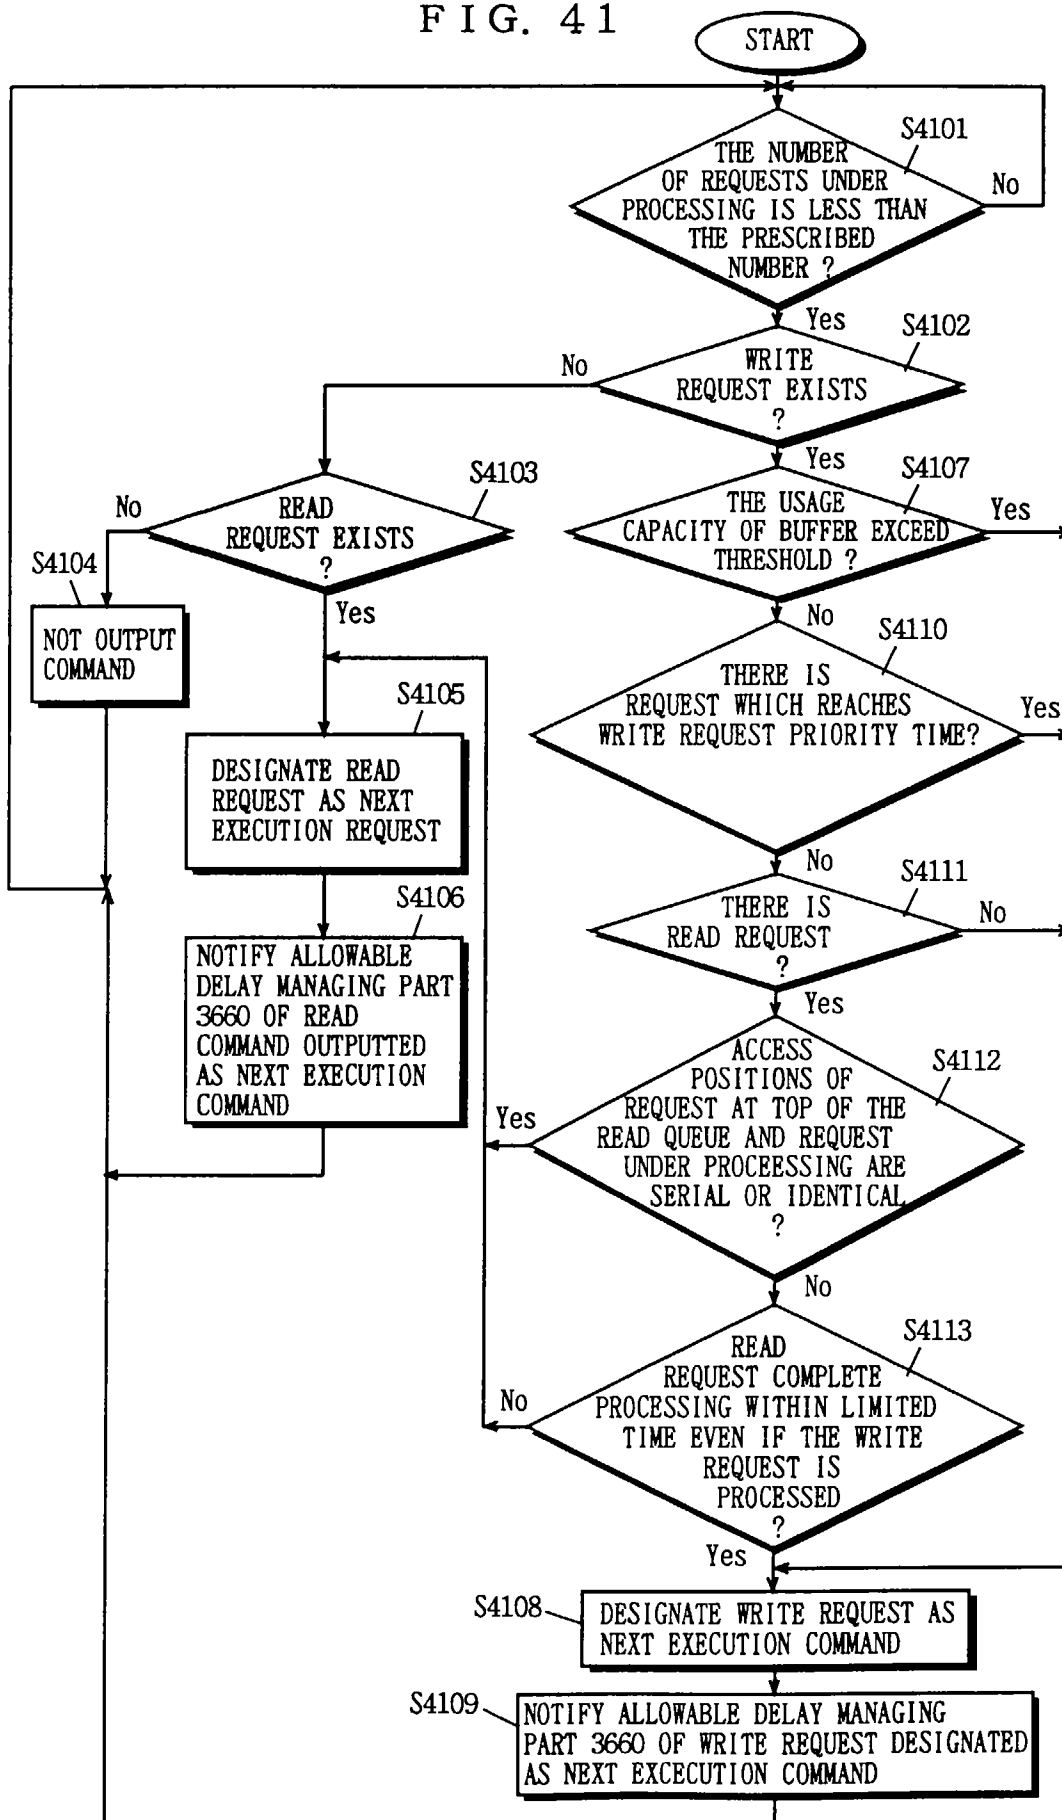 FIG. 41
START
S4101
THE NUMBER
OF REQUESTS UNDER
PROCESSING IS LESS THAN
THE PRESCRIBED
NUMBER ?
No
Yes
S4102
WRITE
REQUEST EXISTS
?
No
Yes
S4103
READ
REQUEST EXISTS
?
No
Yes
S4104
NOT OUTPUT
COMMAND
S4107
THE USAGE
CAPACITY OF BUFFER EXCEED
THRESHOLD ?
Yes
No
S4110
THERE IS
REQUEST WHICH REACHES
WRITE REQUEST PRIORITY TIME?
Yes
No
S4105
DESIGNATE READ
REQUEST AS NEXT
EXECUTION REQUEST
S4106
NOTIFY ALLOWABLE
DELAY MANAGING PART
3660 OF READ
COMMAND OUTPUTTED
AS NEXT EXECUTION
COMMAND
S4111
THERE IS
READ REQUEST
?
No
Yes
S4112
ACCESS
POSITIONS OF
REQUEST AT TOP OF THE
READ QUEUE AND REQUEST
UNDER PROCEESSING ARE
SERIAL OR IDENTICAL
?
Yes
No
S4113
READ
REQUEST COMPLETE
PROCESSING WITHIN LIMITED
TIME EVEN IF THE WRITE
REQUEST IS
PROCESSED
?
No
Yes
S4108
DESIGNATE WRITE REQUEST AS
NEXT EXECUTION COMMAND
S4109
NOTIFY ALLOWABLE DELAY MANAGING
PART 3660 OF WRITE REQUEST DESIGNATED
AS NEXT EXCECUTION COMMAND